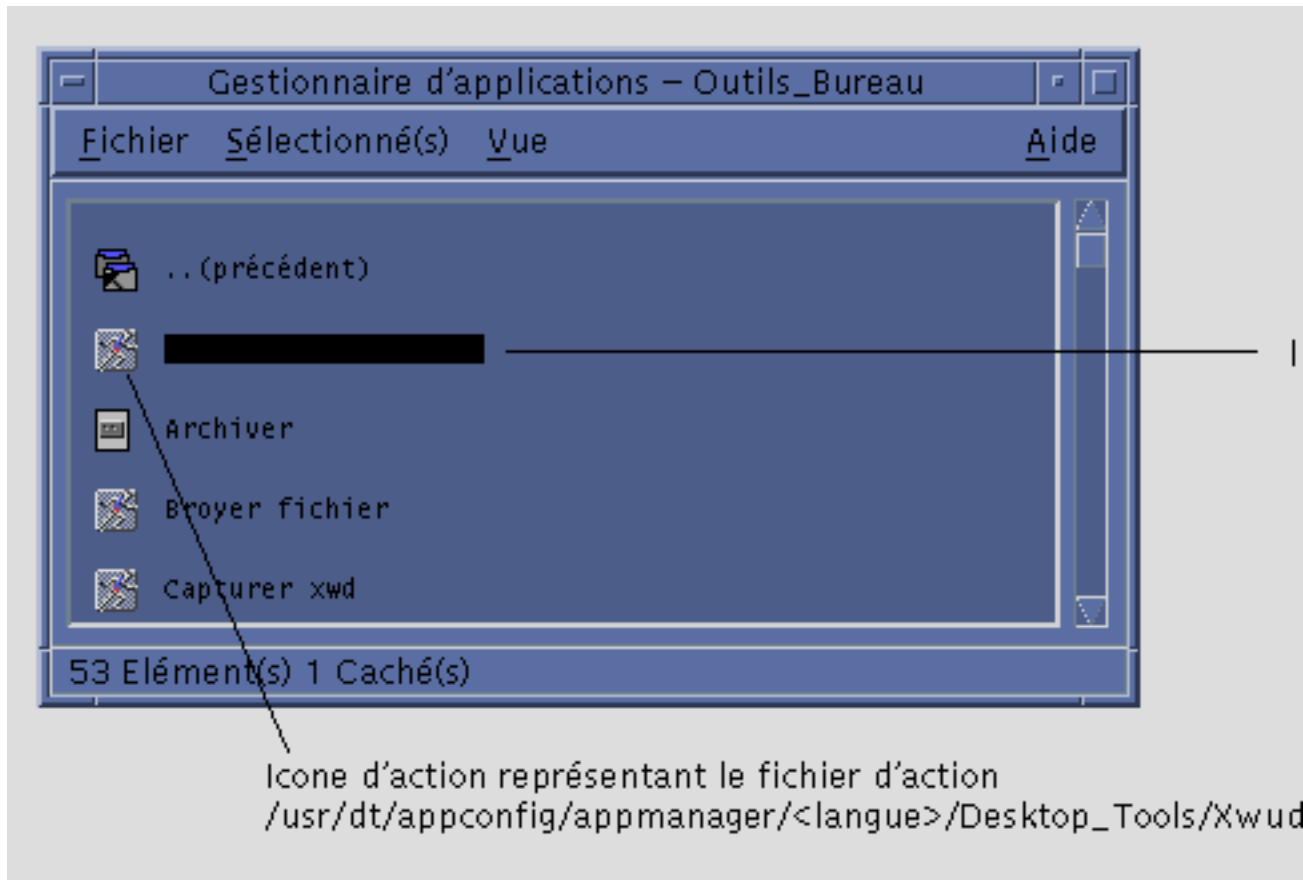 Gestionnaire d'applications – Outils_Bureau
Fichier Sélectionné(s) Vue Aide
..(précédent)
Archiver
Broyer fichier
Capturer xwd
53 Elément(s) 1 Caché(s)
Icone d'action représentant le fichier d'action
/usr/dt/appconfig/appmanager/<langue>/Desktop_Tools/Xwud